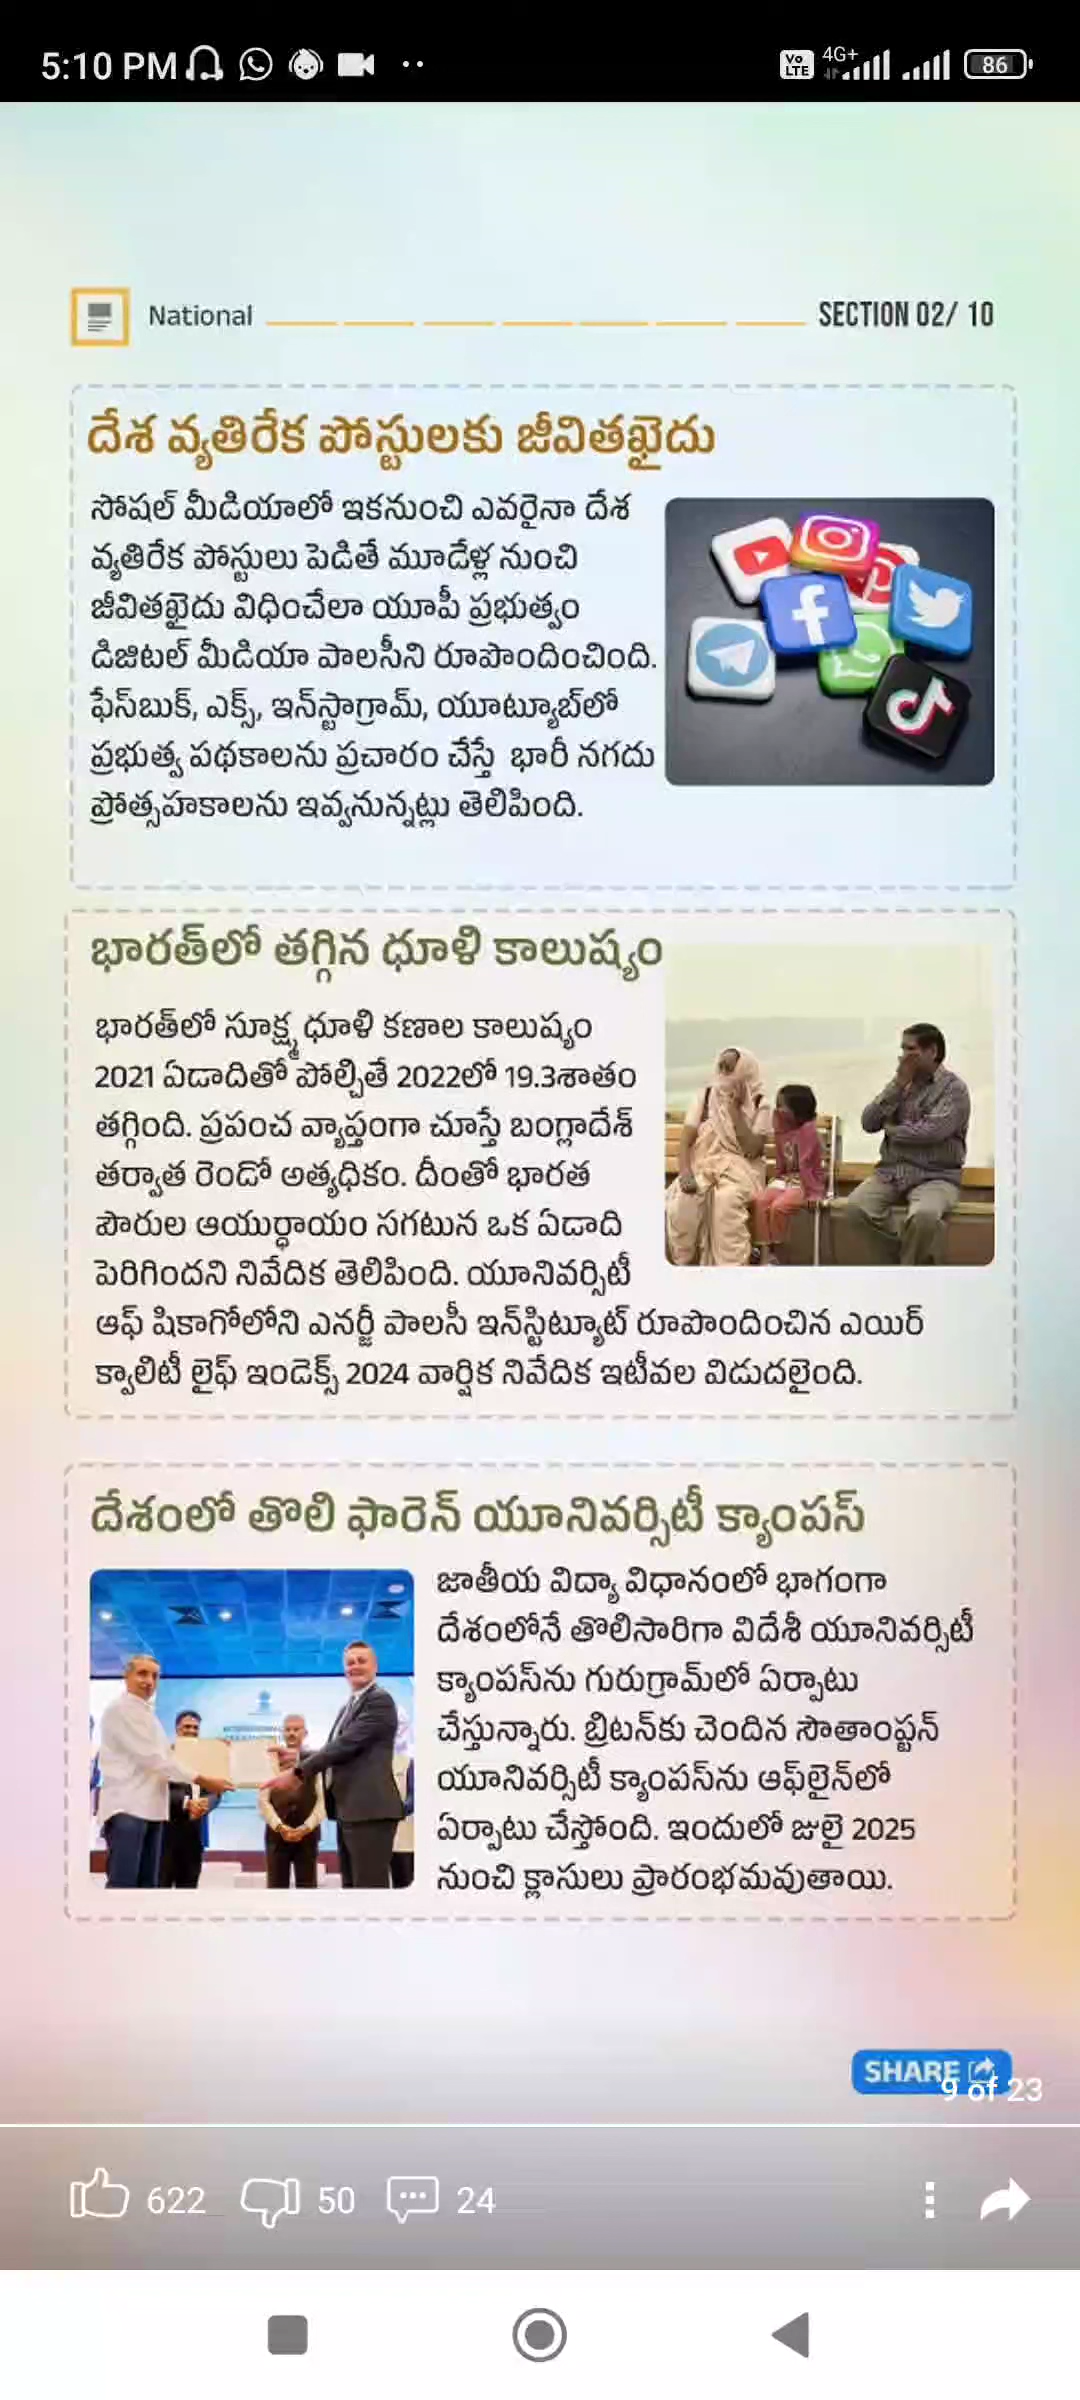 5:10 PM
Vo LTE 4G+ 86
National
SECTION 02/ 10
దేశ వ్యతిరేక పోస్టులకు జీవితఖైదు
సోషల్ మీడియాలో ఇకనుంచి ఎవరైనా దేశ
వ్యతిరేక పోస్టులు పెడితే మూడేళ్ల నుంచి
జీవితఖైదు విధించేలా యూపీ ప్రభుత్వం
డిజిటల్ మీడియా పాలసీని రూపొందించింది.
ఫేస్‌బుక్, ఎక్స్, ఇన్‌స్టాగ్రామ్, యూట్యూబ్‌లో
ప్రభుత్వ పథకాలను ప్రచారం చేస్తే భారీ నగదు
ప్రోత్సహకాలను ఇవ్వనున్నట్లు తెలిపింది.
భారత్‌లో తగ్గిన ధూళి కాలుష్యం
భారత్‌లో సూక్ష్మ ధూళి కణాల కాలుష్యం
2021 ఏడాదితో పోల్చితే 2022లో 19.3శాతం
తగ్గింది. ప్రపంచ వ్యాప్తంగా చూస్తే బంగ్లాదేశ్
తర్వాత రెండో అత్యధికం. దీంతో భారత
పౌరుల ఆయుర్ధాయం సగటున ఒక ఏడాది
పెరిగిందని నివేదిక తెలిపింది. యూనివర్సిటీ
ఆఫ్ షికాగోలోని ఎనర్జీ పాలసీ ఇన్‌స్టిట్యూట్ రూపొందించిన ఎయిర్
క్వాలిటీ లైఫ్ ఇండెక్స్ 2024 వార్షిక నివేదిక ఇటీవల విడుదలైంది.
దేశంలో తొలి ఫారెన్ యూనివర్సిటీ క్యాంపస్
జాతీయ విద్యా విధానంలో భాగంగా
దేశంలోనే తొలిసారిగా విదేశీ యూనివర్సిటీ
క్యాంపస్‌ను గురుగ్రామ్‌లో ఏర్పాటు
చేస్తున్నారు. బ్రిటన్‌కు చెందిన సౌతాంప్టన్
యూనివర్సిటీ క్యాంపస్‌ను ఆఫ్‌లైన్‌లో
ఏర్పాటు చేస్తోంది. ఇందులో జులై 2025
నుంచి క్లాసులు ప్రారంభమవుతాయి.
SHARE
9 of 23
622 50 24